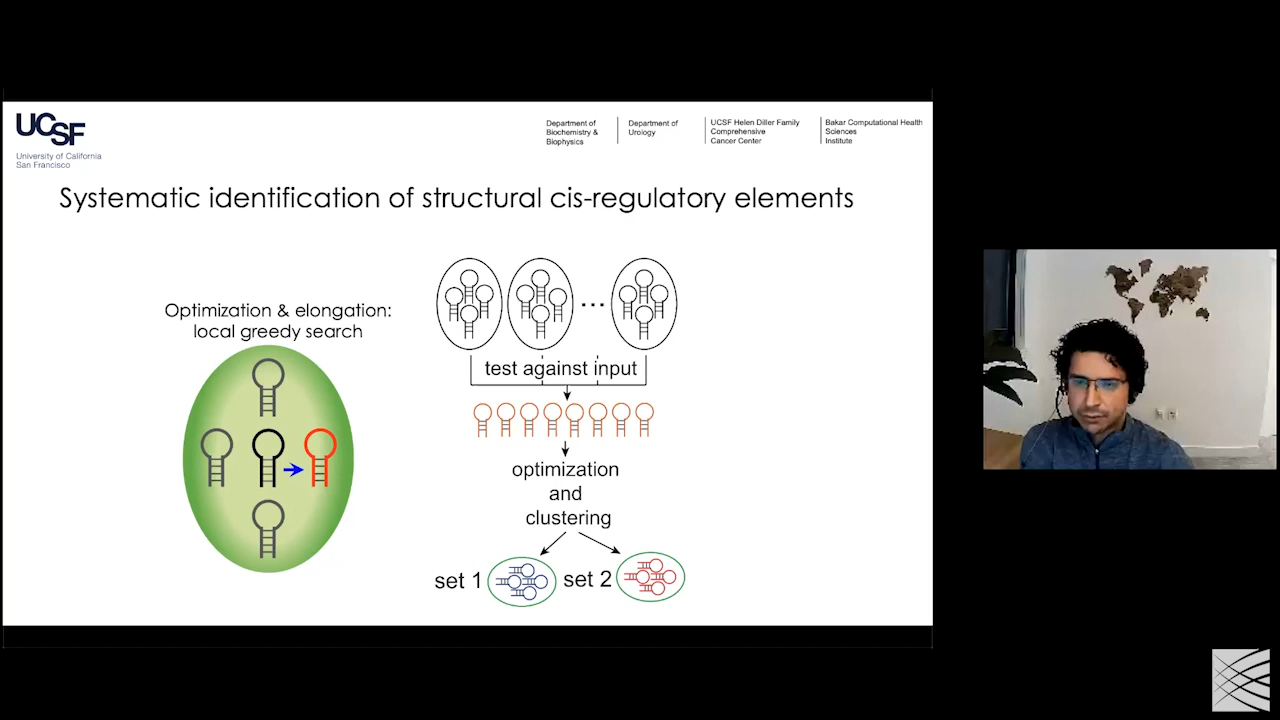 UCSF
University of California
San Francisco
Department of
Biochemistry &
Biophysics
Department of
Urology
UCSF Helen Diller Family
Comprehensive
Cancer Center
Bakar Computational Health
Sciences
Institute
Systematic identification of structural cis-regulatory elements
Optimization & elongation:
local greedy search
...
test against input
optimization
and
clustering
set 1
set 2